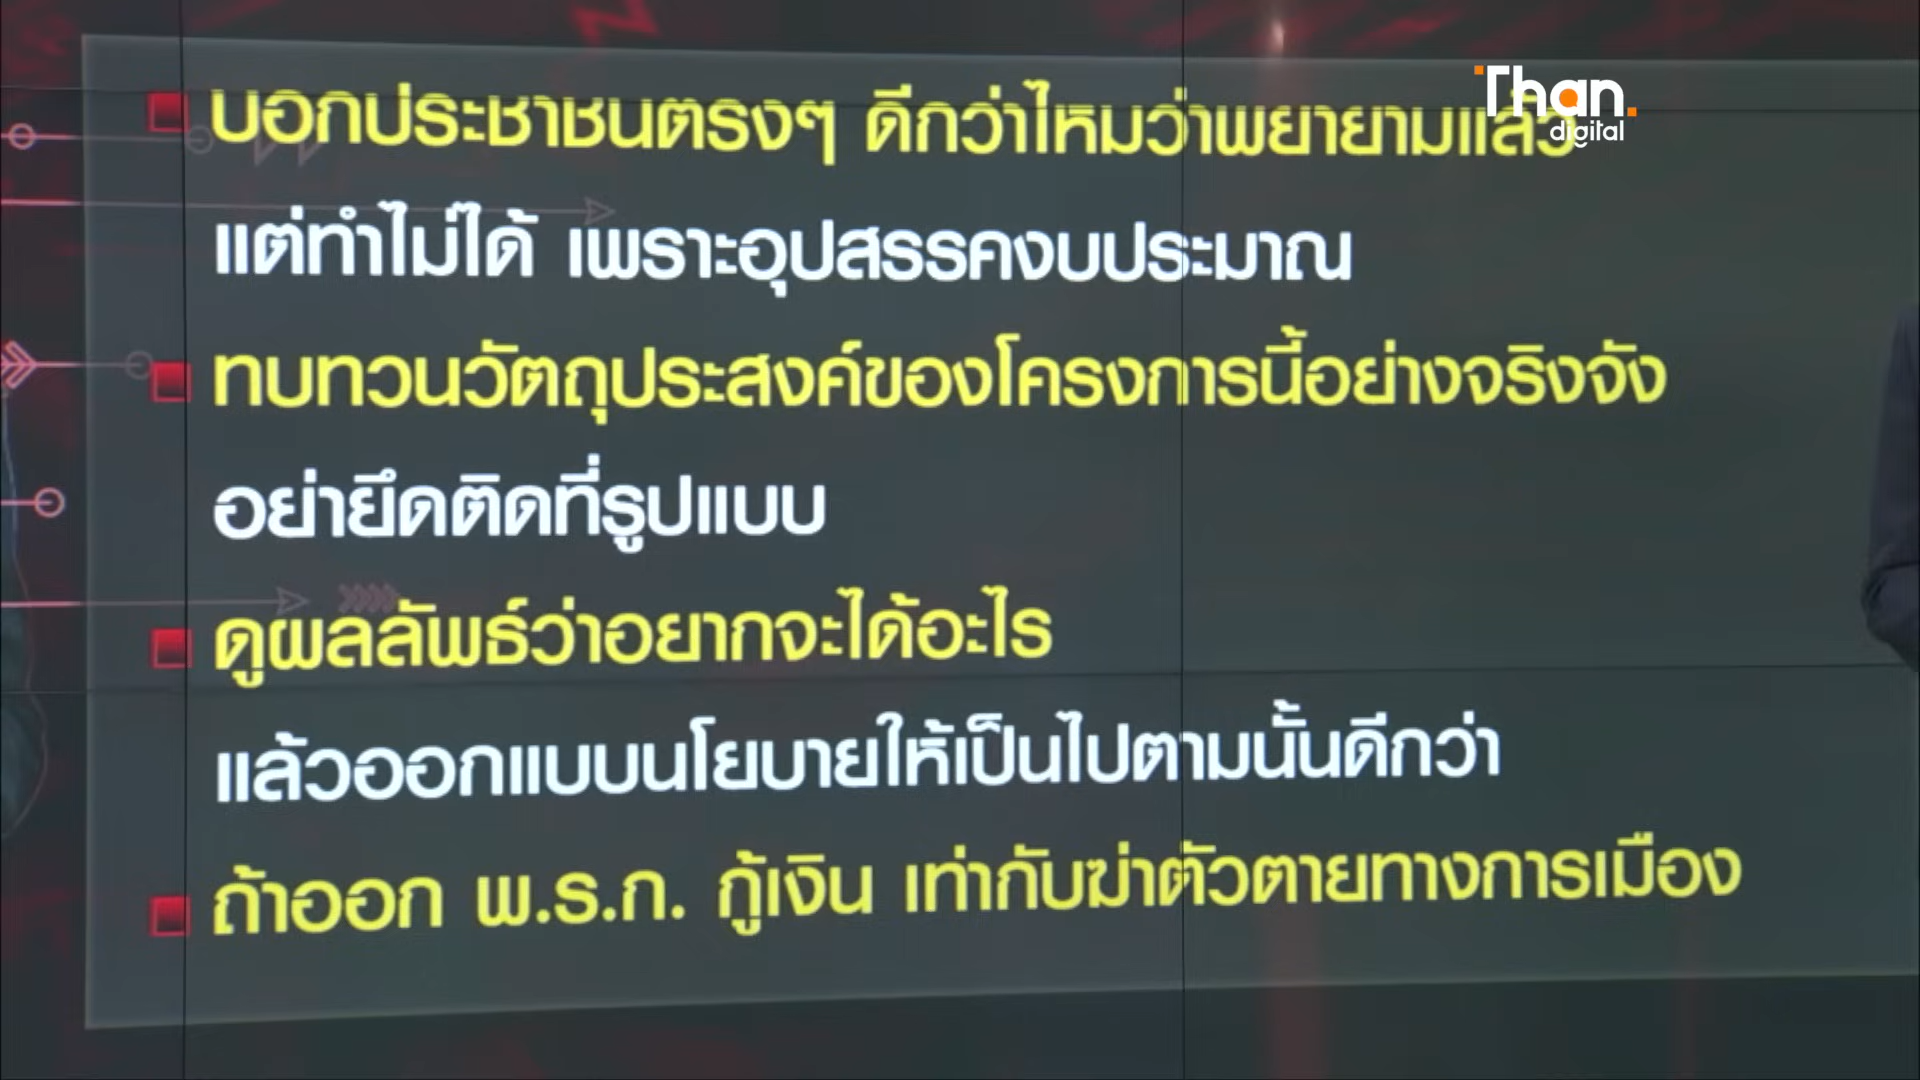 Than.
digital
บอกประชาชนตรงๆ ดีกว่าไหมว่าพยายามแล้ว
แต่ทำไม่ได้ เพราะอุปสรรคงบประมาณ
ทบทวนวัตถุประสงค์ของโครงการนี้อย่างจริงจัง
อย่ายึดติดที่รูปแบบ
ดูผลลัพธ์ว่าอยากจะได้อะไร
แล้วออกแบบนโยบายให้เป็นไปตามนั้นดีกว่า
ถ้าออก พ.ร.ก. กู้เงิน เท่ากับฆ่าตัวตายทางการเมือง